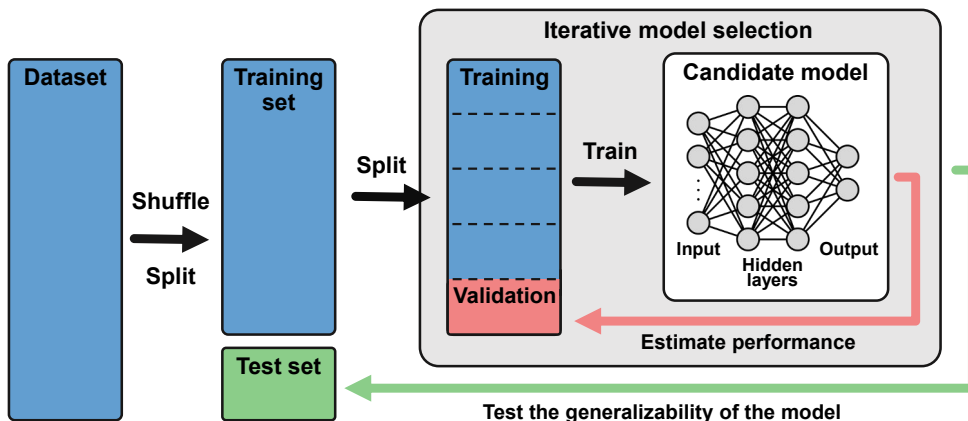 Iterative model selection
Dataset
Training
set
Training
Candidate model
Shuffle
Split
Split
Train
Input
Hidden
layers
Output
Validation
Estimate performance
Test set
Test the generalizability of the model